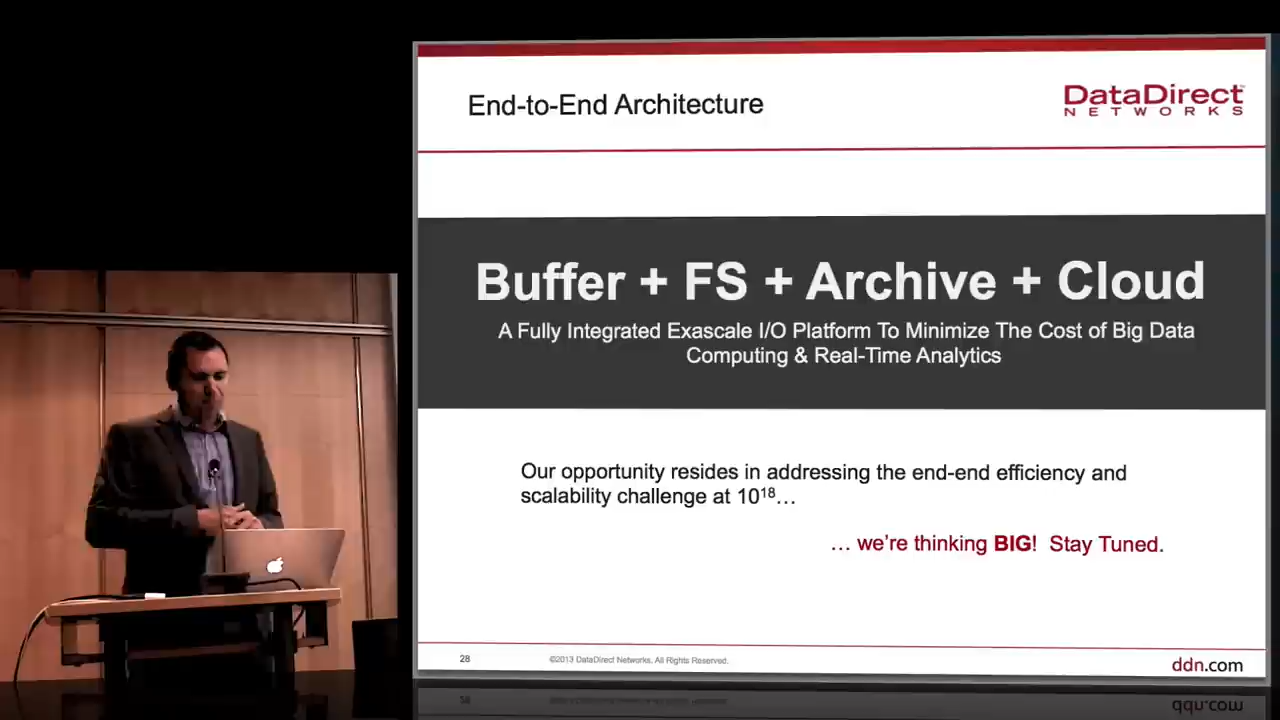 End-to-End Architecture
DataDirect
NETWORKS
Buffer + FS + Archive + Cloud
A Fully Integrated Exascale I/O Platform To Minimize The Cost of Big Data
Computing & Real-Time Analytics
Our opportunity resides in addressing the end-end efficiency and
scalability challenge at 10¹⁸…
… we're thinking BIG! Stay Tuned.
28
©2013 DataDirect Networks. All Rights Reserved.
ddn.com